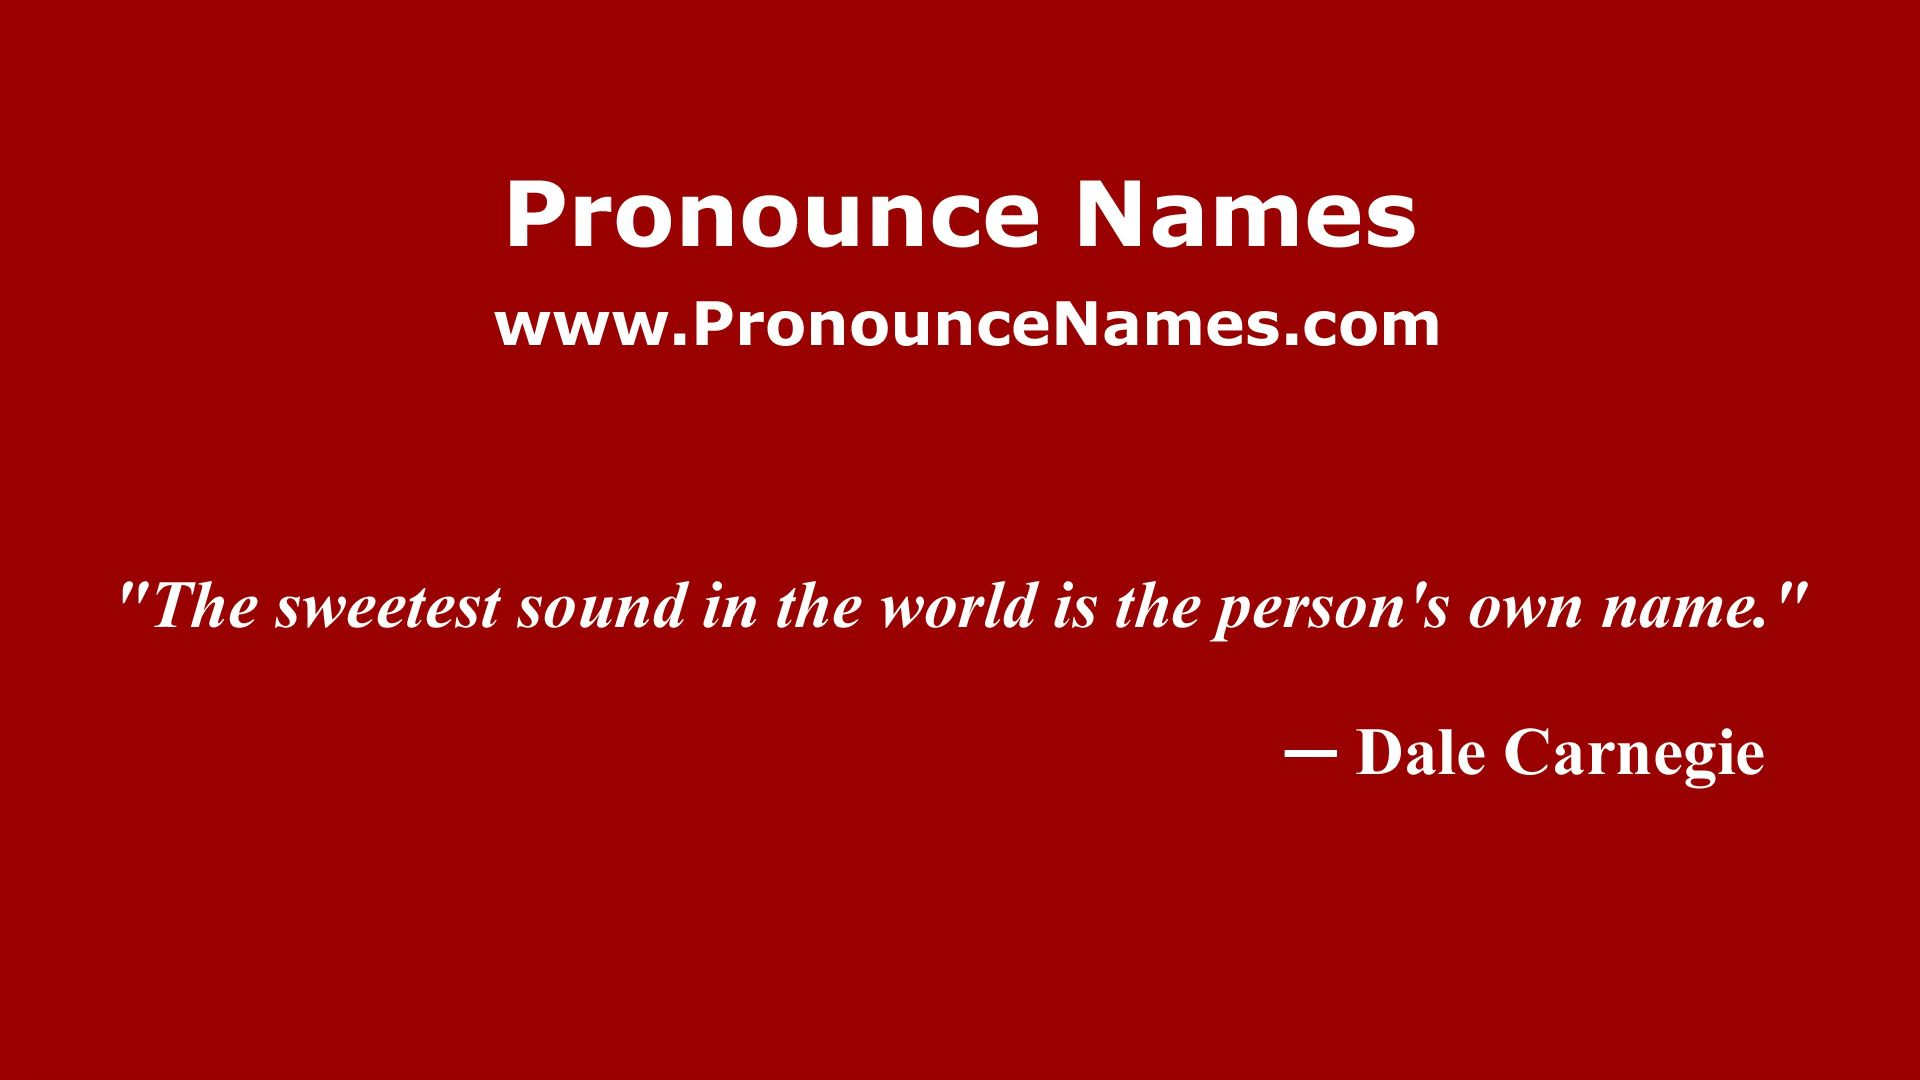 Pronounce Names
www.PronounceNames.com
"The sweetest sound in the world is the person's own name."
— Dale Carnegie